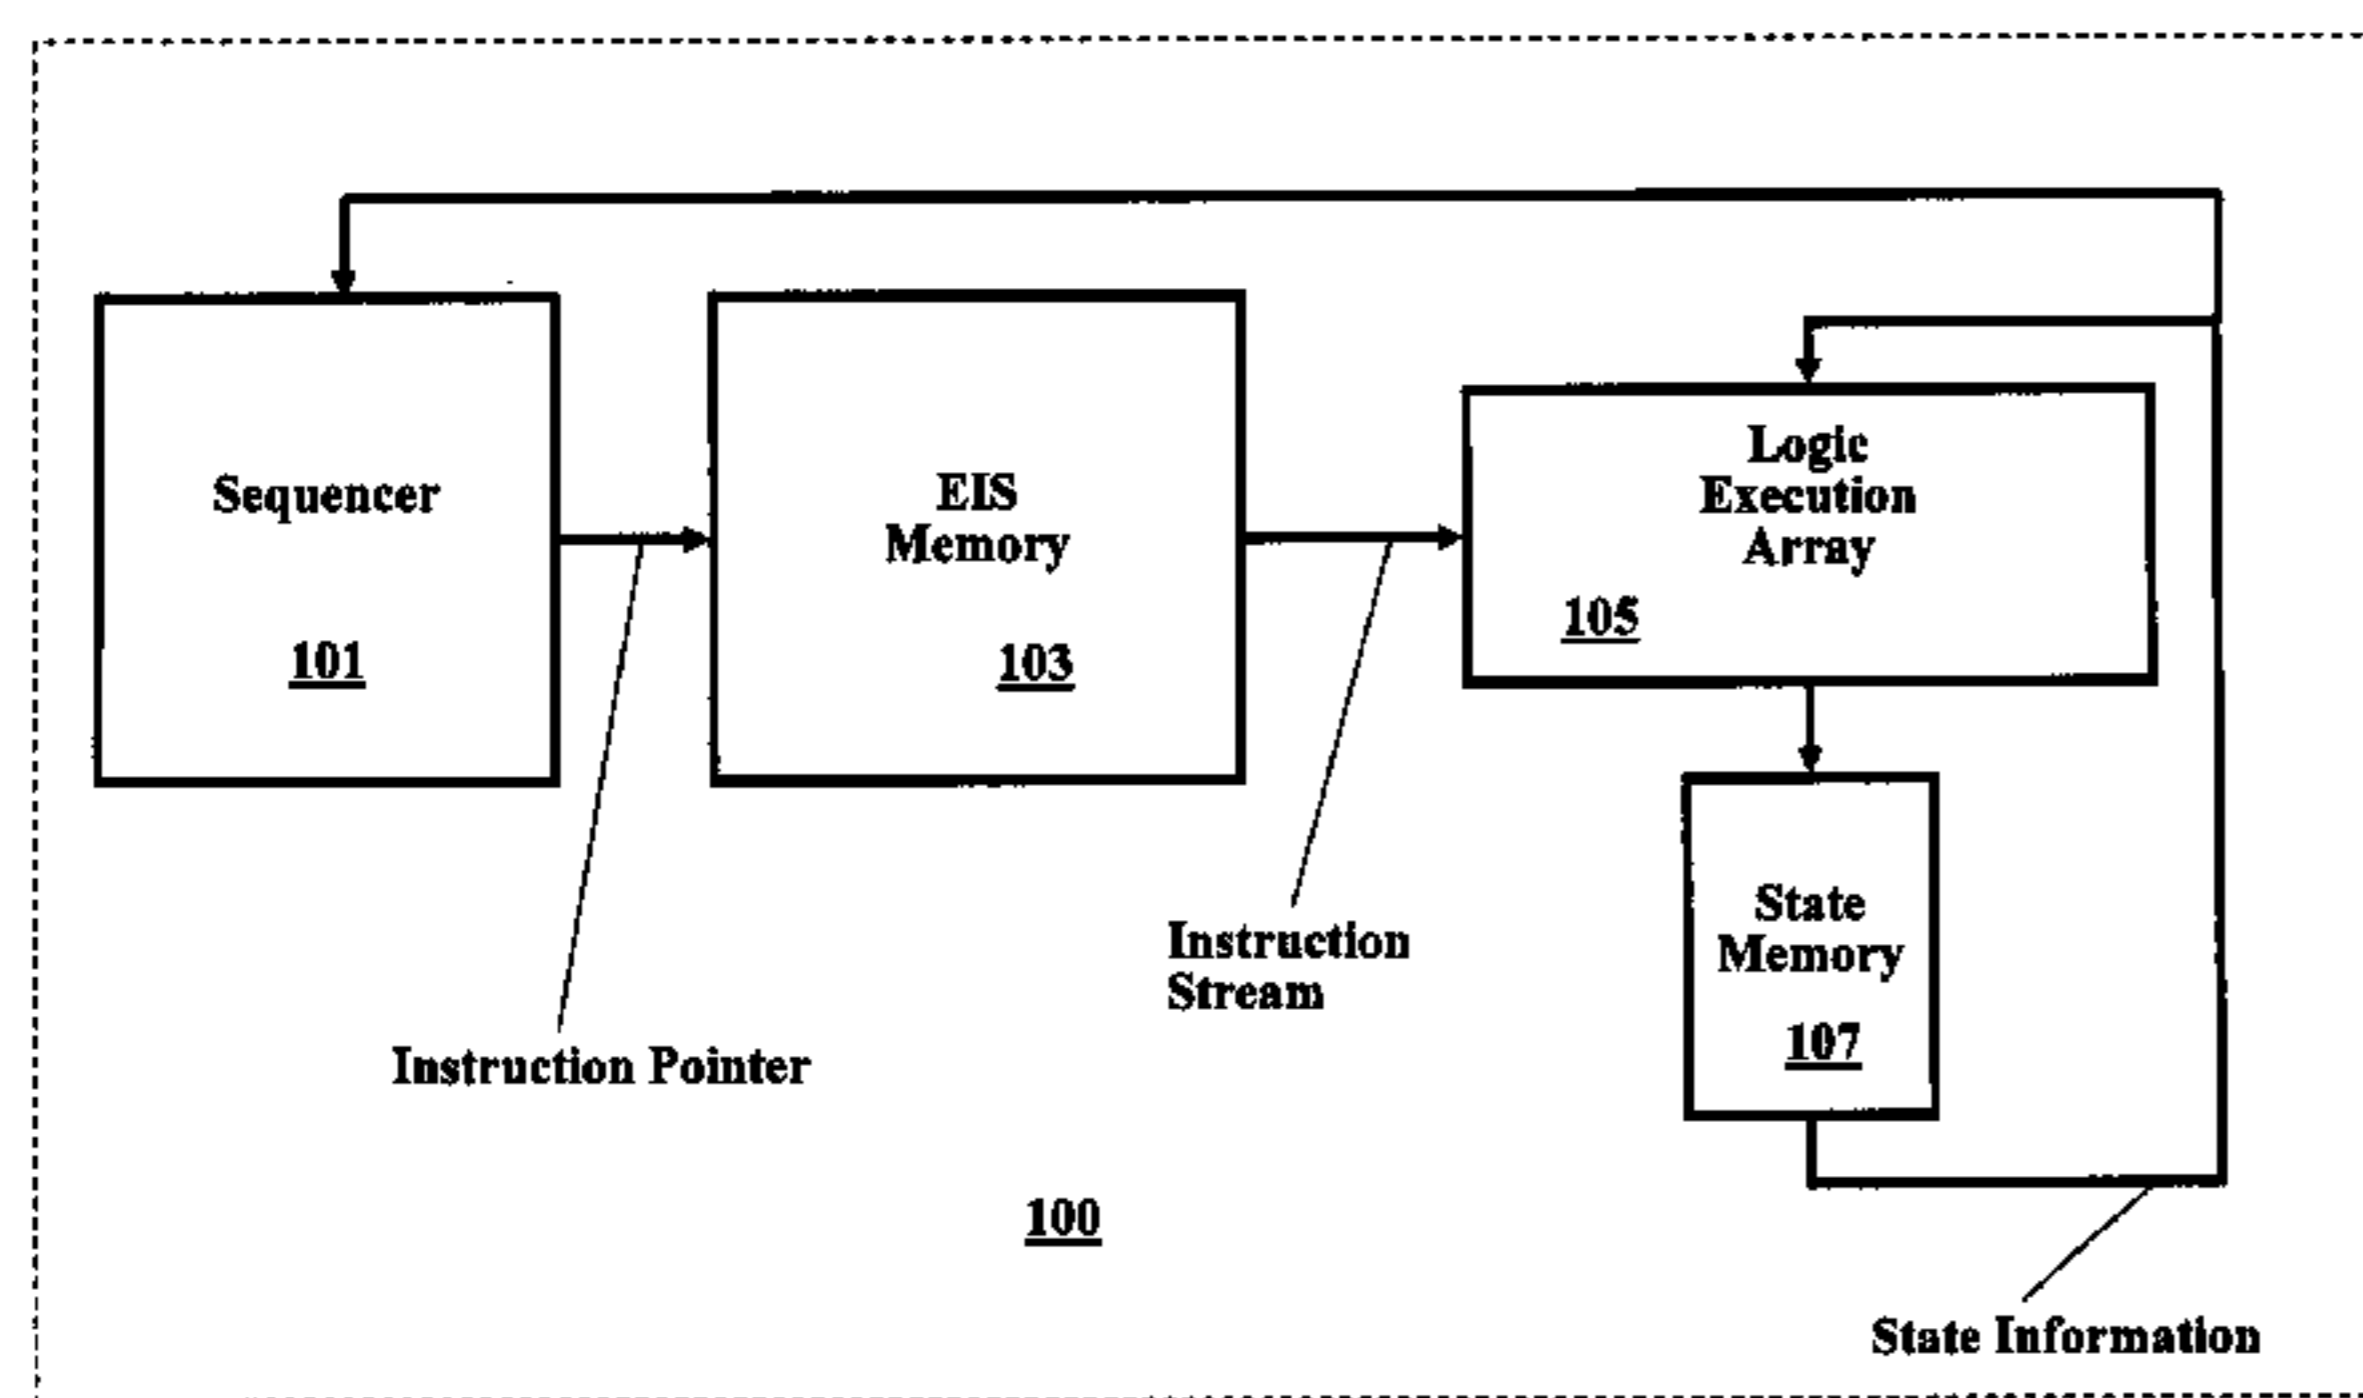 Sequencer
101
EIS
Memory
103
Logic
Execution
Array
105
State
Memory
107
Instruction
Stream
Instruction Pointer
100
State Information